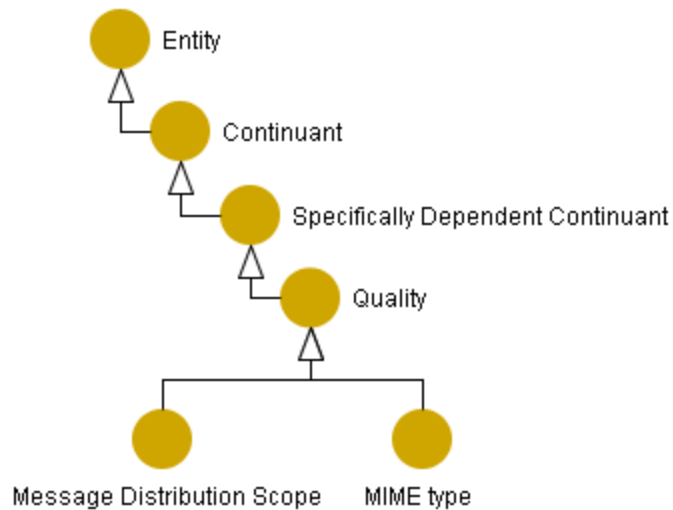 Entity
Continuant
Specifically Dependent Continuant
Quality
Message Distribution Scope
MIME type